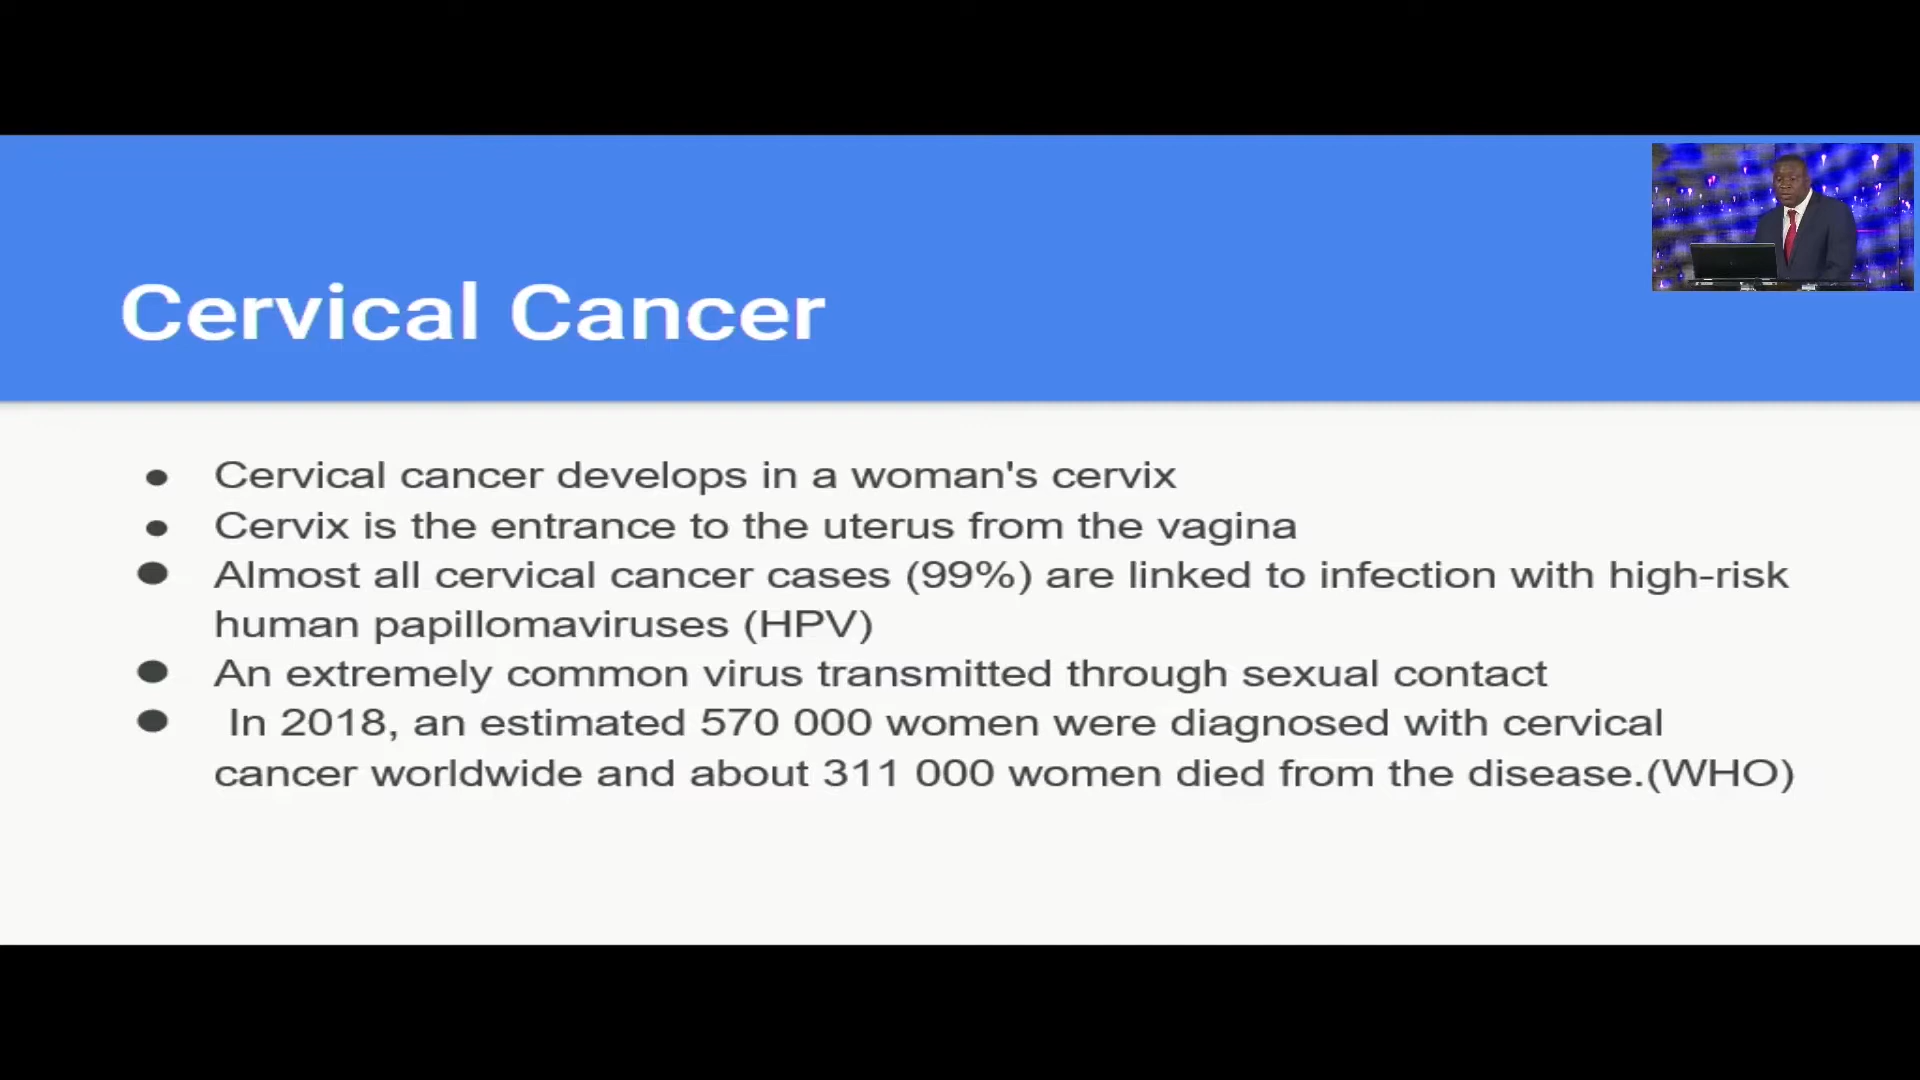 Cervical Cancer
● Cervical cancer develops in a woman's cervix
● Cervix is the entrance to the uterus from the vagina
● Almost all cervical cancer cases (99%) are linked to infection with high-risk
human papillomaviruses (HPV)
● An extremely common virus transmitted through sexual contact
● In 2018, an estimated 570 000 women were diagnosed with cervical
cancer worldwide and about 311 000 women died from the disease.(WHO)